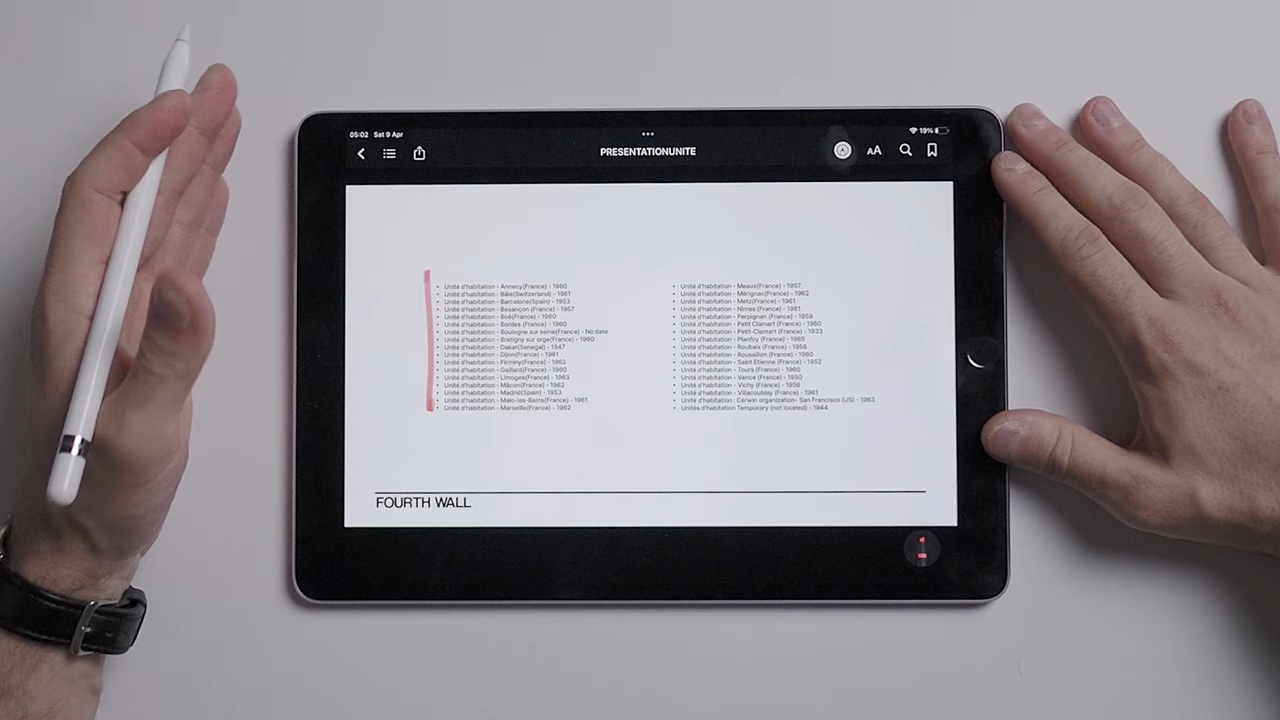 05:02 Sat 9 Apr
19%
PRESENTATIONUNITE
AA
• Unité d'habitation - Annecy(France) - 1960
• Unité d'habitation - Bâle(Switzerland) - 1961
• Unité d'habitation - Barcelone(Spain) - 1953
• Unité d'habitation - Besançon (France) - 1957
• Unité d'habitation - Boé(France) - 1960
• Unité d'habitation - Bordes (France) - 1960
• Unité d'habitation - Boulogne sur seine(France) - No date
• Unité d'habitation - Bretigny sur orge(France) - 1960
• Unité d'habitation - Dakar(Senegal) - 1947
• Unité d'habitation - Dijon(France) - 1961
• Unité d'habitation - Firminy(France) - 1962
• Unité d'habitation - Gaillard(France) - 1960
• Unité d'habitation - Limoges(France) - 1963
• Unité d'habitation - Mâcon(France) - 1962
• Unité d'habitation - Madrid(Spain) - 1953
• Unité d'habitation - Malo-les-Bains(France) - 1961
• Unité d'habitation - Marseille(France) - 1962
• Unité d'habitation - Meaux(France) - 1957
• Unité d'habitation - Mérignac(France) - 1962
• Unité d'habitation - Metz(France) - 1961
• Unité d'habitation - Nîmes (France) - 1961
• Unité d'habitation - Perpignan (France) - 1959
• Unité d'habitation - Petit Clamart (France) - 1960
• Unité d'habitation - Petit-Clamart (France) - 1933
• Unité d'habitation - Planfoy (France) - 1965
• Unité d'habitation - Roubaix (France) - 1956
• Unité d'habitation - Roussillon (France) - 1960
• Unité d'habitation - Saint Etienne (France) - 1952
• Unité d'habitation - Tours (France) - 1960
• Unité d'habitation - Vence (France) - 1950
• Unité d'habitation - Vichy (France) - 1956
• Unité d'habitation - Villacoublay (France) - 1961
• Unité d'habitation : Cerwin organization- San Francisco (US) - 1963
• Unités d'habitation Temporary (not located) - 1944
FOURTH WALL